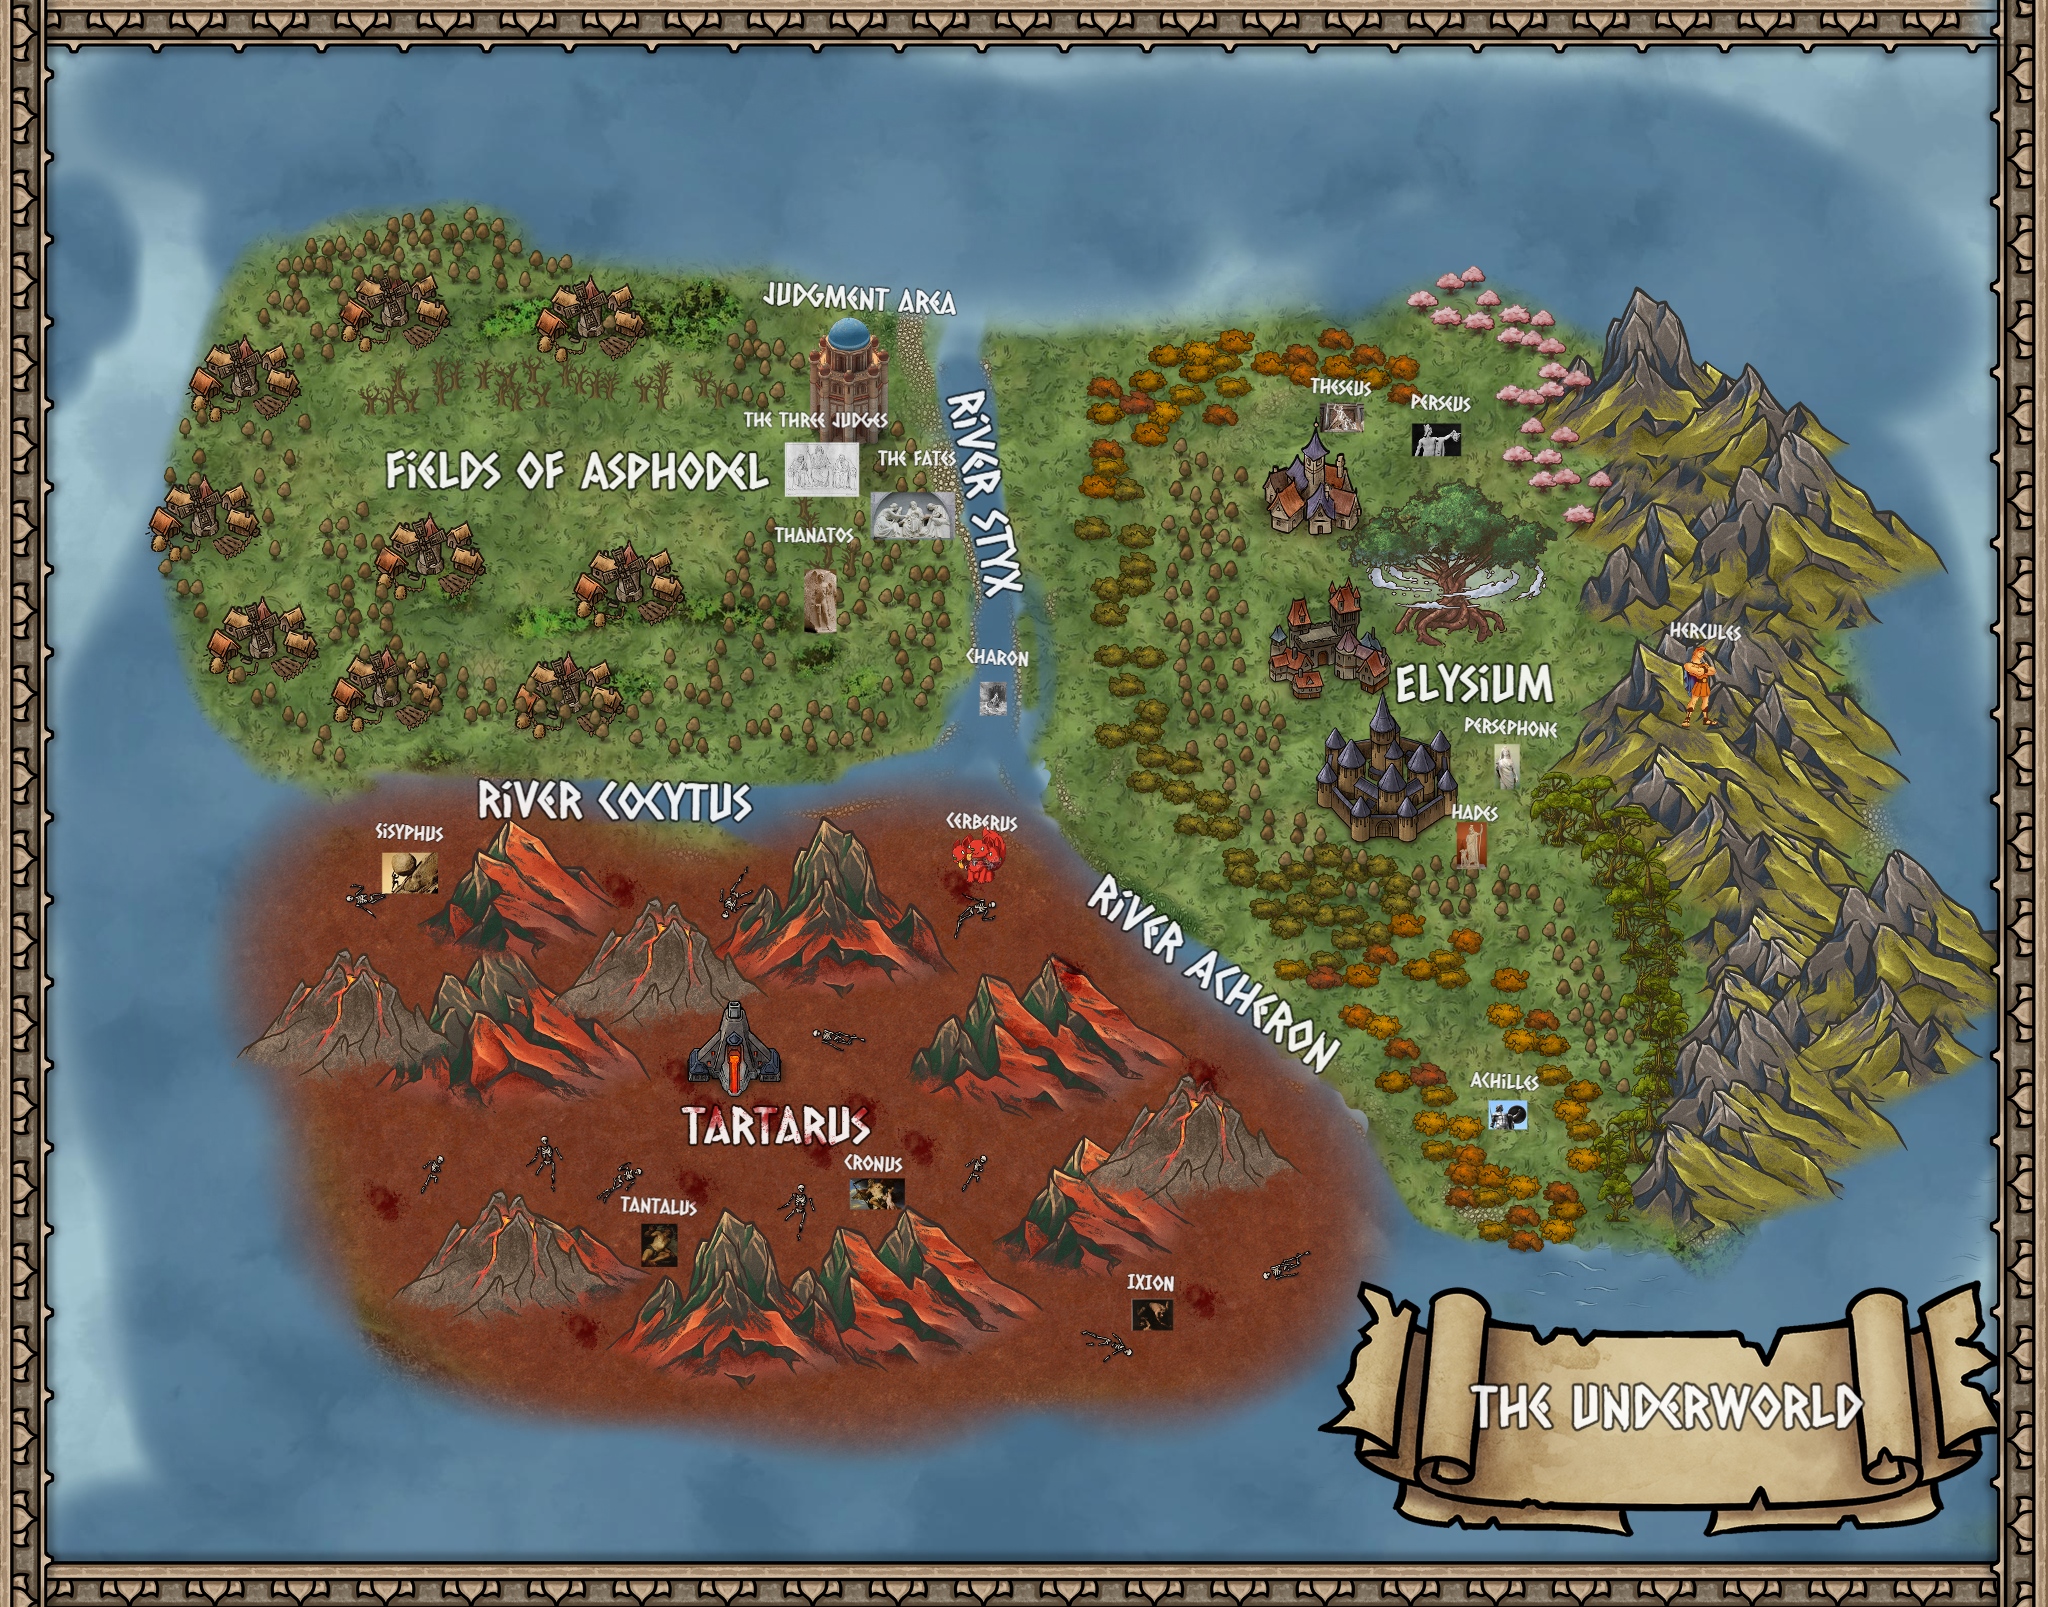 JUDGMENT AREA
THE THREE JUDGES
THE FATES
FiELDS OF ASPHODEL
THANATOS
RiVER STYX
CHARON
THESEUS
PERSEUS
HERCULES
ELYSiUM
PERSEPHONE
HADES
RiVER COCYTUS
SiSYPHUS
CERBERUS
RiVER ACHERON
ACHiLLES
TARTARUS
CRONUS
TANTALUS
IXION
THE UNDERWORLD